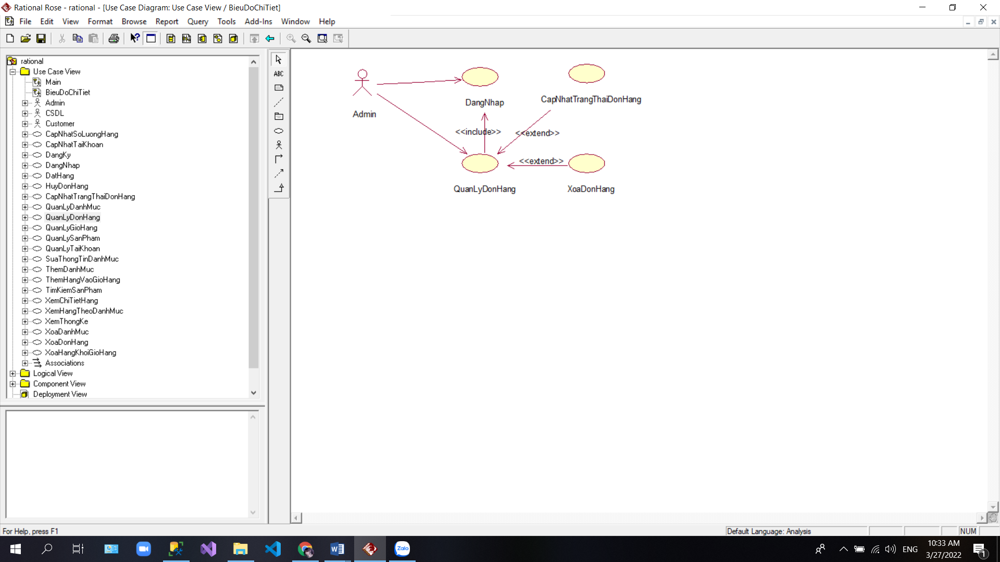 Rational Rose - rational - [Use Case Diagram: Use Case View / BieuDoChiTiet]
File Edit View Format Browse Report Query Tools Add-Ins Window Help
rational
Use Case View
Main
BieuDoChiTiet
Admin
CSDL
Customer
CapNhatSoLuongHang
CapNhatTaiKhoan
DangKy
DangNhap
DatHang
HuyDonHang
CapNhatTrangThaiDonHang
QuanLyDanhMuc
QuanLyDonHang
QuanLyGioHang
QuanLySanPham
QuanLyTaiKhoan
SuaThongTinDanhMuc
ThemDanhMuc
ThemHangVaoGioHang
TimKiemSanPham
XemChiTietHang
XemHangTheoDanhMuc
XemThongKe
XoaDanhMuc
XoaDonHang
XoaHangKhoiGioHang
Associations
Logical View
Component View
Deployment View
ABC
Admin
DangNhap
CapNhatTrangThaiDonHang
<<include>>
<<extend>>
<<extend>>
QuanLyDonHang
XoaDonHang
For Help, press F1
Default Language: Analysis
NUM
Zalo
ENG
10:33 AM
3/27/2022
1